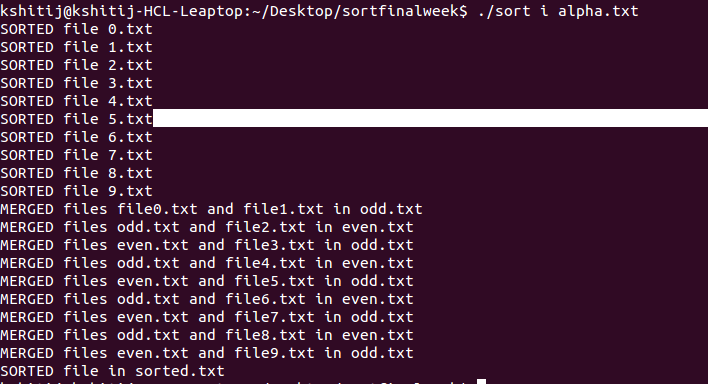 kshitij@kshitij-HCL-Leaptop:~/Desktop/sortfinalweek$ ./sort i alpha.txt
SORTED file 0.txt
SORTED file 1.txt
SORTED file 2.txt
SORTED file 3.txt
SORTED file 4.txt
SORTED file 5.txt
SORTED file 6.txt
SORTED file 7.txt
SORTED file 8.txt
SORTED file 9.txt
MERGED files file0.txt and file1.txt in odd.txt
MERGED files odd.txt and file2.txt in even.txt
MERGED files even.txt and file3.txt in odd.txt
MERGED files odd.txt and file4.txt in even.txt
MERGED files even.txt and file5.txt in odd.txt
MERGED files odd.txt and file6.txt in even.txt
MERGED files even.txt and file7.txt in odd.txt
MERGED files odd.txt and file8.txt in even.txt
MERGED files even.txt and file9.txt in odd.txt
SORTED file in sorted.txt